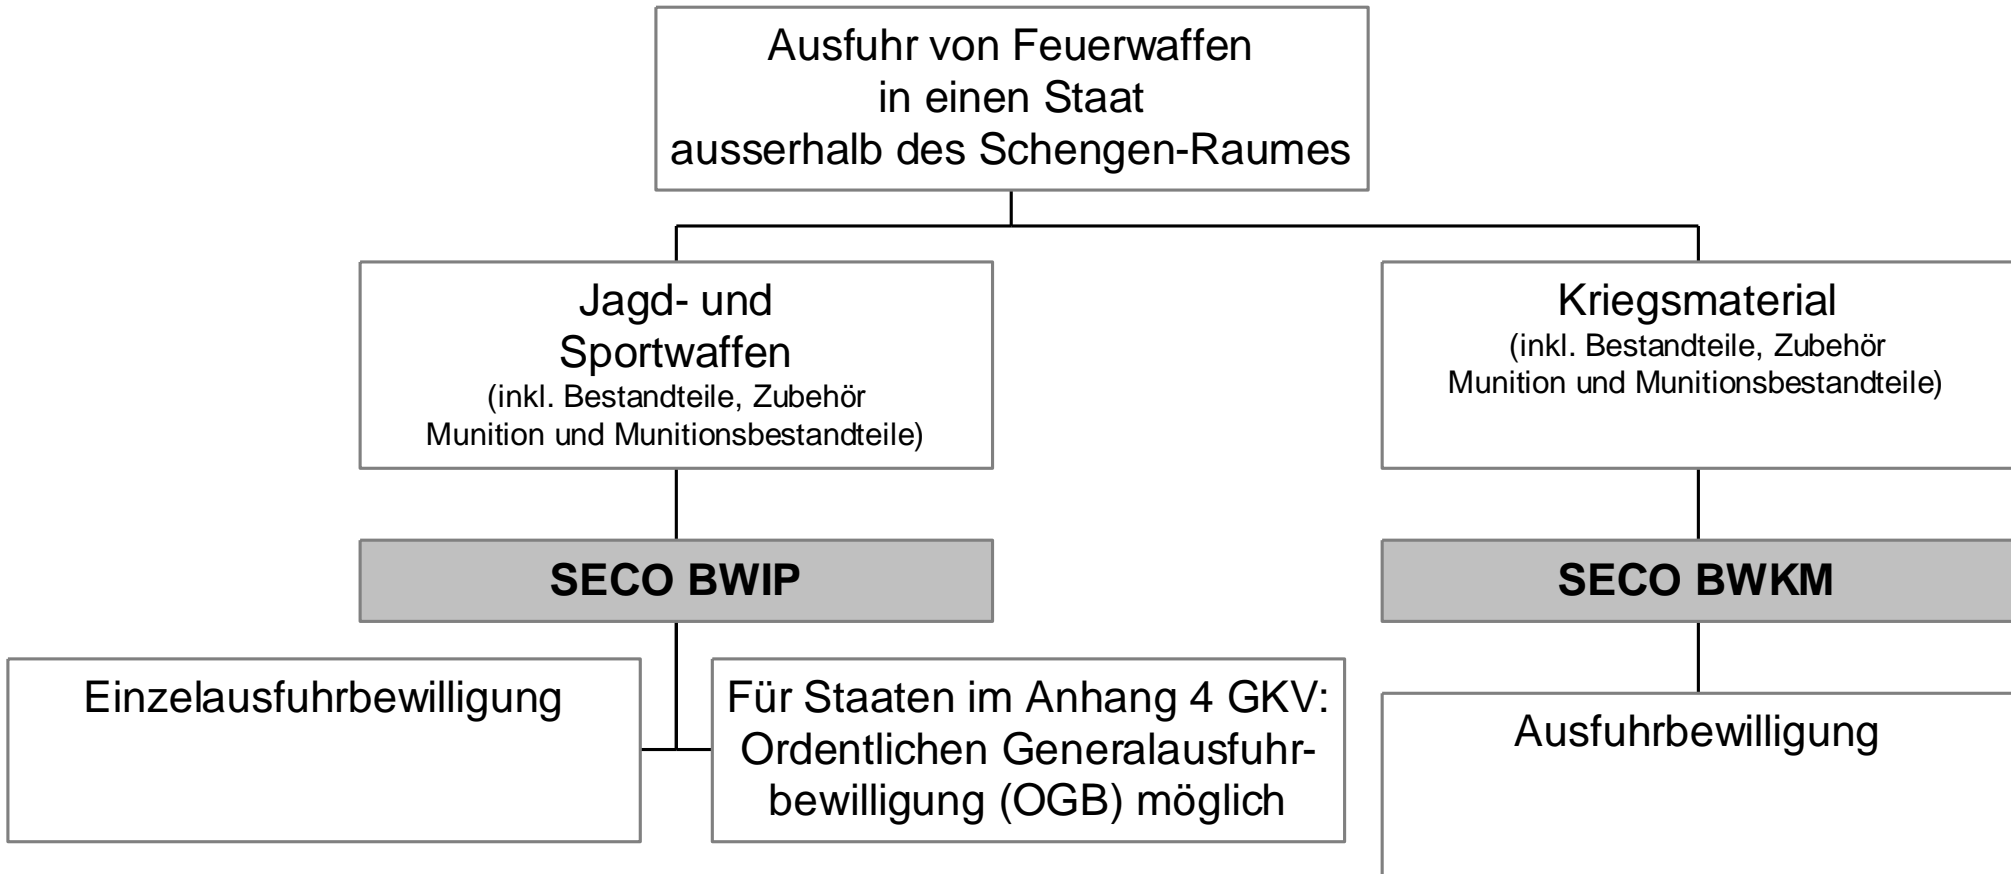 Ausfuhr von Feuerwaffen
in einen Staat
ausserhalb des Schengen-Raumes
Jagd- und
Sportwaffen
(inkl. Bestandteile, Zubehör
Munition und Munitionsbestandteile)
Kriegsmaterial
(inkl. Bestandteile, Zubehör
Munition und Munitionsbestandteile)
SECO BWIP
SECO BWKM
Einzelausfuhrbewilligung
Für Staaten im Anhang 4 GKV:
Ordentlichen Generalausfuhr-
bewilligung (OGB) möglich
Ausfuhrbewilligung